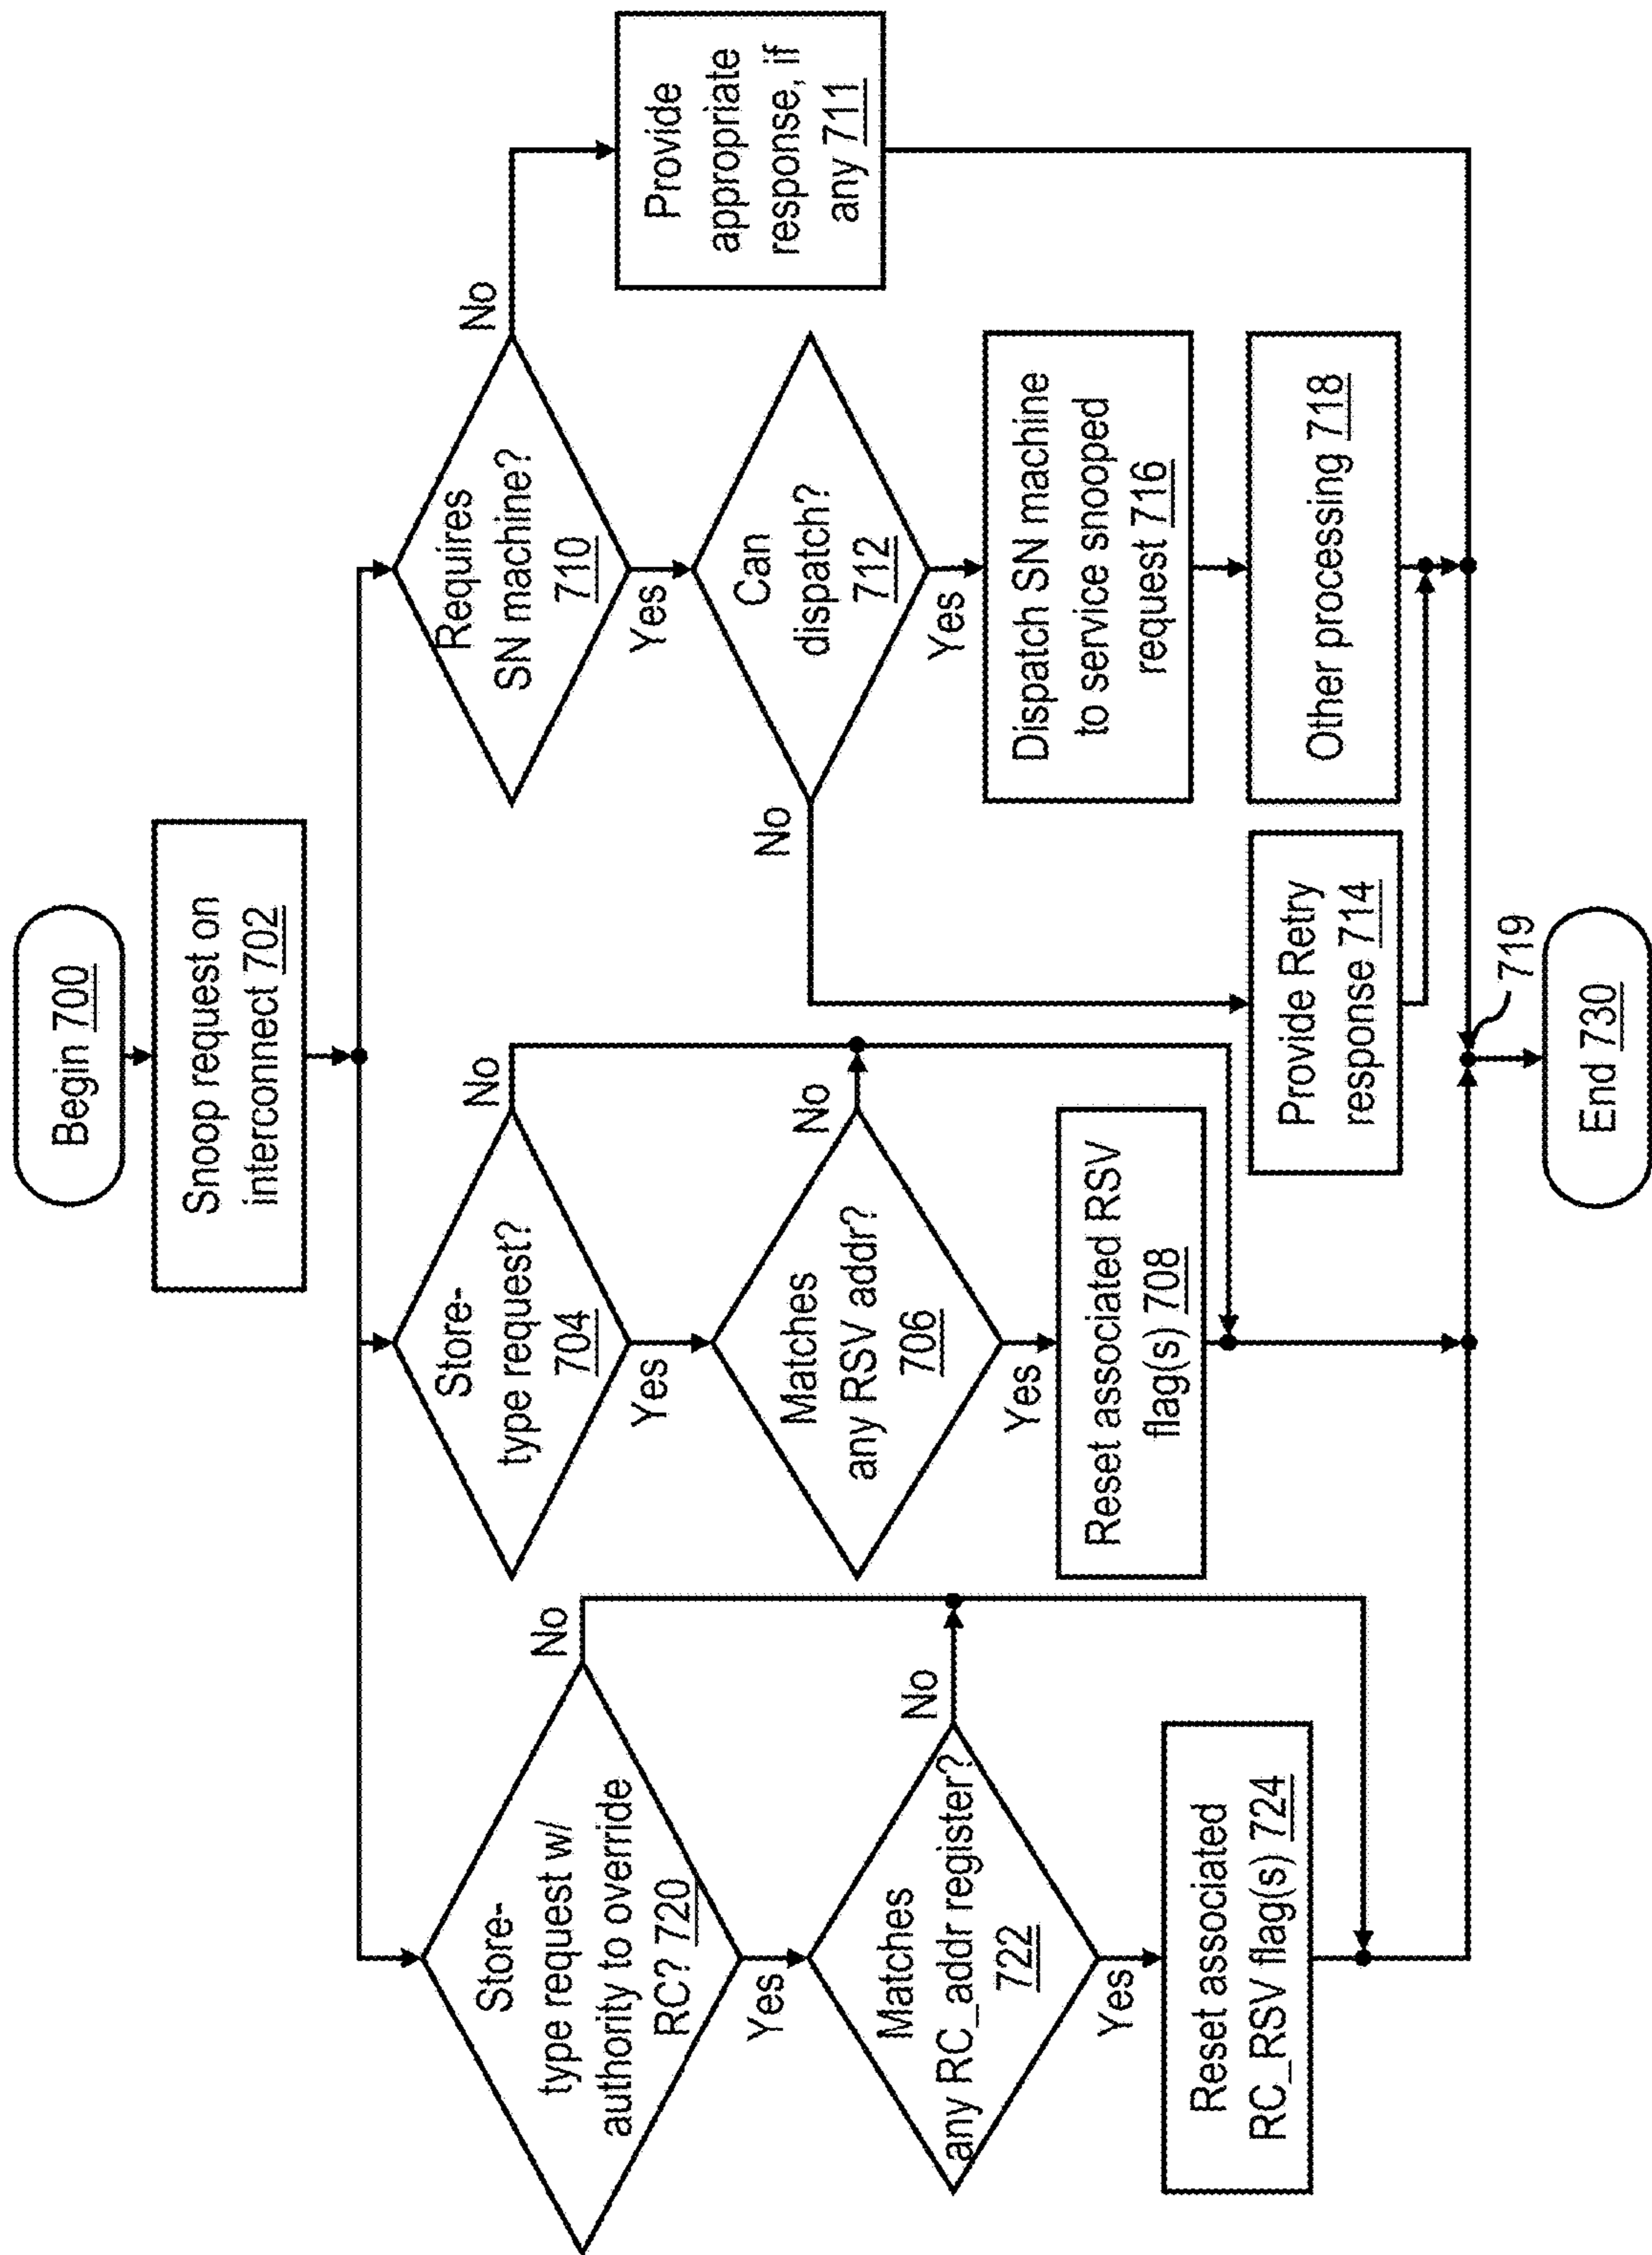 Begin 700
Snoop request on
interconnect 702
Store-
type request w/
authority to override
RC? 720
No
Yes
Matches
any RC_addr register?
722
No
Yes
Reset associated
RC_RSV flag(s) 724
Store-
type request?
704
No
Yes
Matches
any RSV addr?
706
No
Yes
Reset associated RSV
flag(s) 708
Requires
SN machine?
710
No
Yes
Provide
appropriate
response, if
any 711
Can
dispatch?
712
No
Yes
Dispatch SN machine
to service snooped
request 716
Provide Retry
response 714
Other processing 718
719
End 730